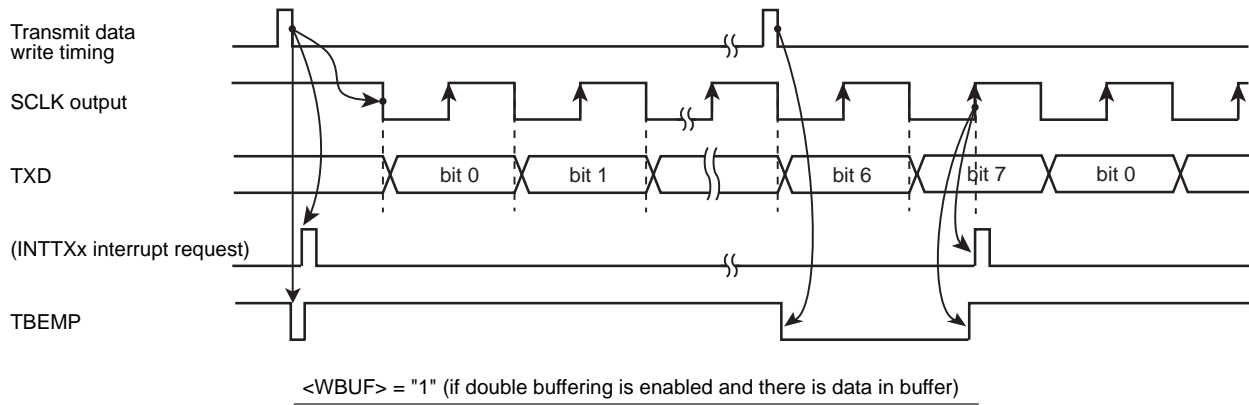 Transmit data
write timing
SCLK output
TXD
bit 0
bit 1
bit 6
bit 7
bit 0
(INTTXx interrupt request)
TBEMP
<WBUF> = "1" (if double buffering is enabled and there is data in buffer)